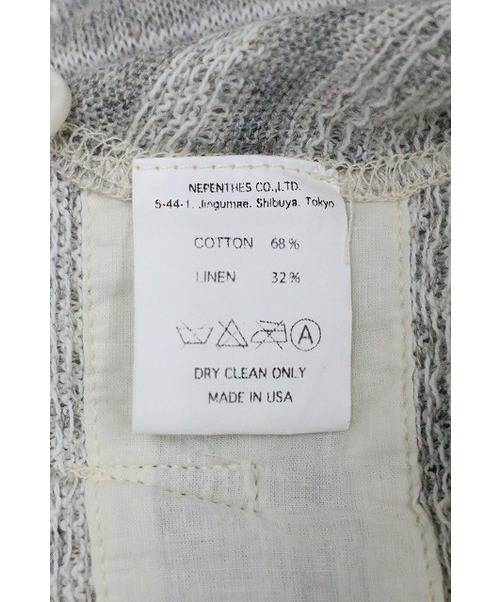 NEPENTHES CO.,LTD.
5-44-1, Jingumae, Shibuya, Tokyo
COTTON 68%
LINEN 32%
A
DRY CLEAN ONLY
MADE IN USA